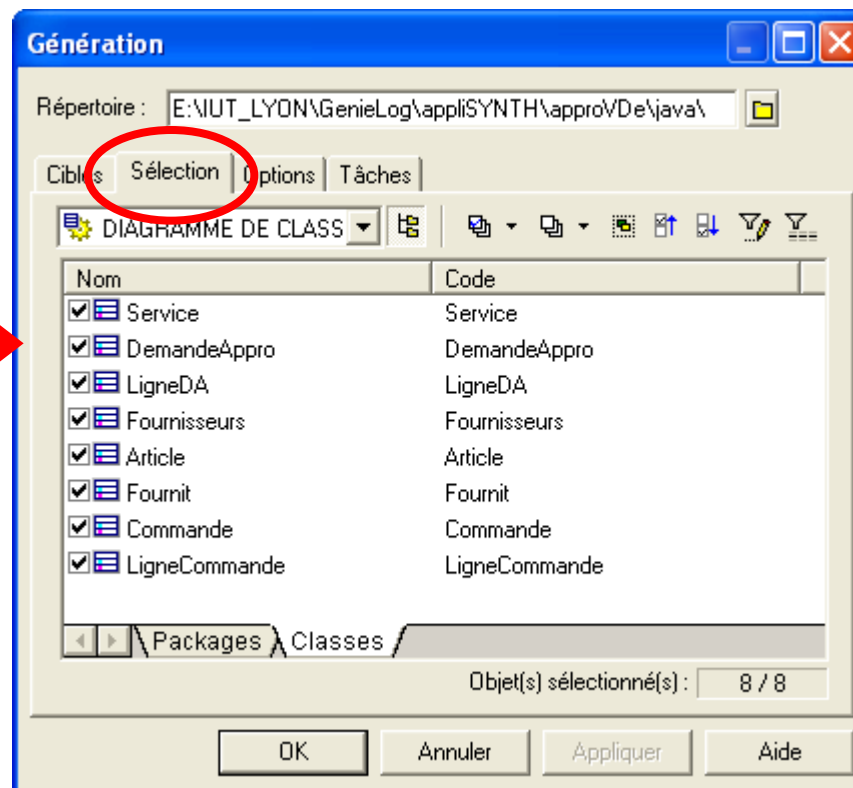 Génération
Répertoire : E:\IUT_LYON\GenieLog\appliSYNTH\approVDe\java\
Cibles Sélection Options Tâches
DIAGRAMME DE CLASS
Nom Code
Service Service
DemandeAppro DemandeAppro
LigneDA LigneDA
Fournisseurs Fournisseurs
Article Article
Fournit Fournit
Commande Commande
LigneCommande LigneCommande
Packages Classes
Objet(s) sélectionné(s) : 8 / 8
OK Annuler Appliquer Aide